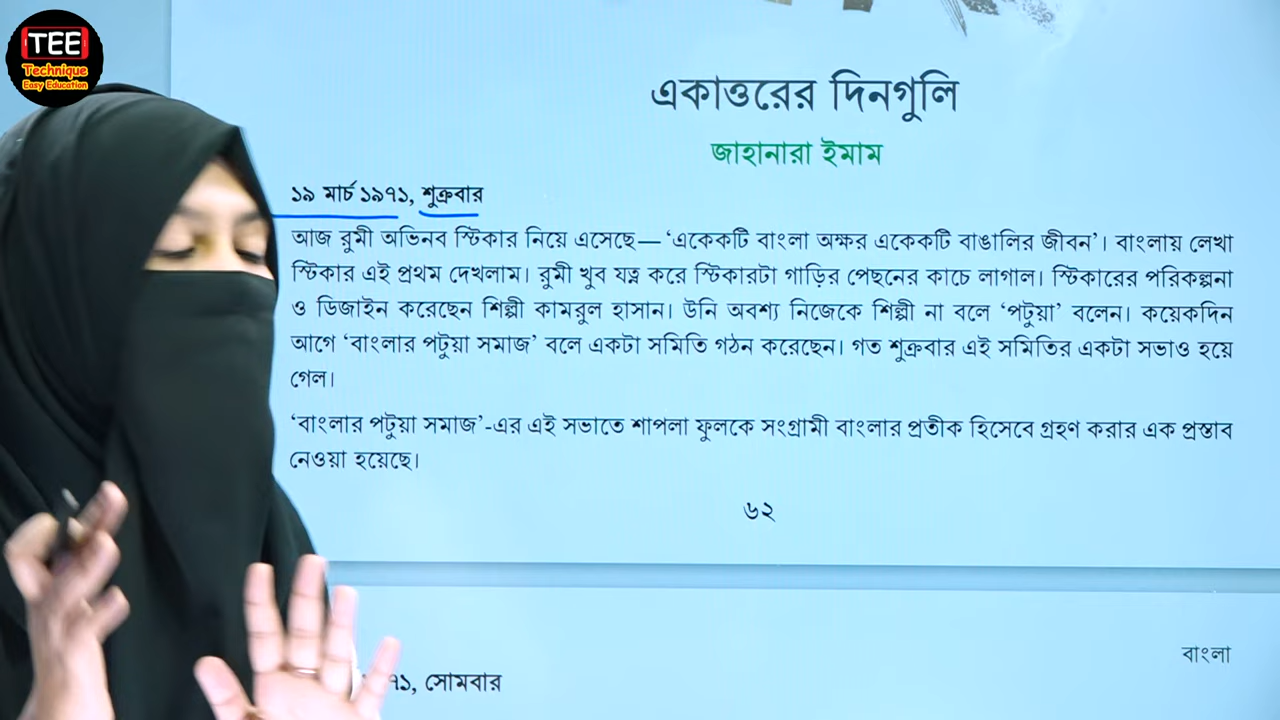 TEE
Technique
Easy Education
একাত্তরের দিনগুলি
জাহানারা ইমাম
১৯ মার্চ ১৯৭১, শুক্রবার
আজ রুমী অভিনব স্টিকার নিয়ে এসেছে— ‘একেকটি বাংলা অক্ষর একেকটি বাঙালির জীবন’। বাংলায় লেখা
স্টিকার এই প্রথম দেখলাম। রুমী খুব যত্ন করে স্টিকারটা গাড়ির পেছনের কাচে লাগাল। স্টিকারের পরিকল্পনা
ও ডিজাইন করেছেন শিল্পী কামরুল হাসান। উনি অবশ্য নিজেকে শিল্পী না বলে ‘পটুয়া’ বলেন। কয়েকদিন
আগে ‘বাংলার পটুয়া সমাজ’ বলে একটা সমিতি গঠন করেছেন। গত শুক্রবার এই সমিতির একটা সভাও হয়ে
গেল।
‘বাংলার পটুয়া সমাজ’-এর এই সভাতে শাপলা ফুলকে সংগ্রামী বাংলার প্রতীক হিসেবে গ্রহণ করার এক প্রস্তাব
নেওয়া হয়েছে।
৬২
বাংলা
৭১, সোমবার